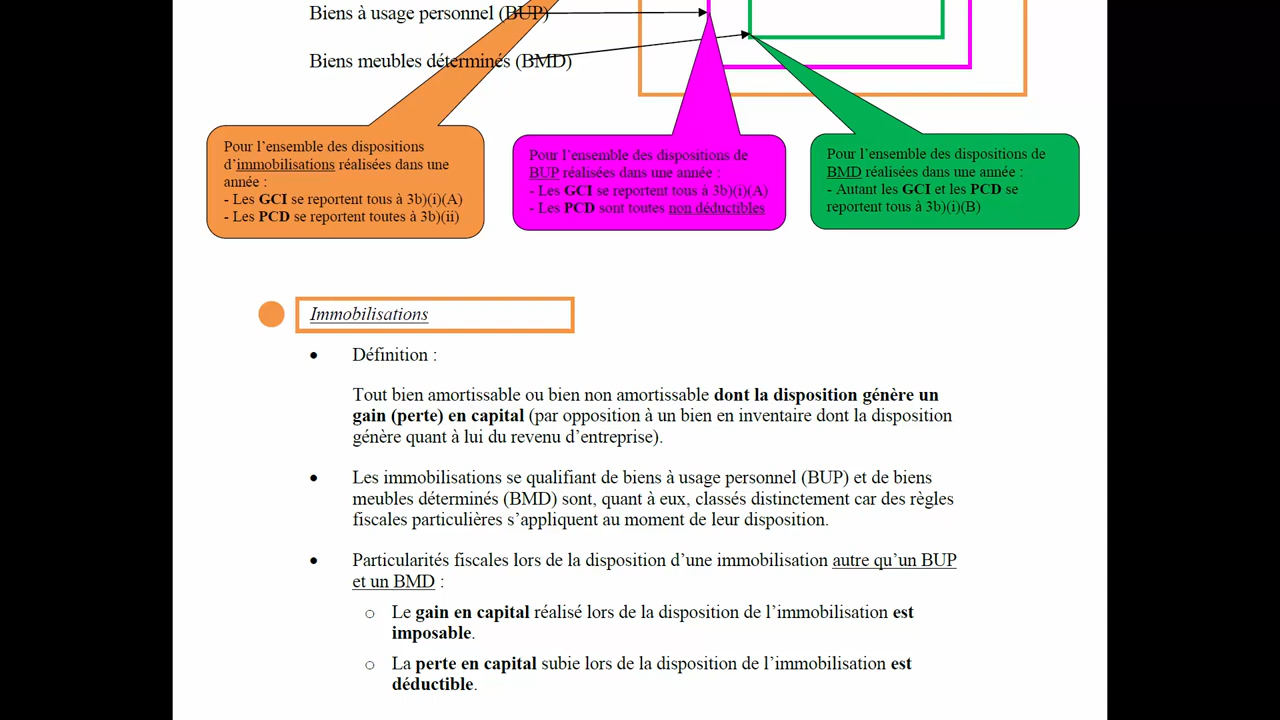 Biens à usage personnel (BUP)
Biens meubles déterminés (BMD)
Pour l’ensemble des dispositions
d’immobilisations réalisées dans une
année :
- Les GCI se reportent tous à 3b)(i)(A)
- Les PCD se reportent toutes à 3b)(ii)
Pour l’ensemble des dispositions de
BUP réalisées dans une année :
- Les GCI se reportent tous à 3b)(i)(A)
- Les PCD sont toutes non déductibles
Pour l’ensemble des dispositions de
BMD réalisées dans une année :
- Autant les GCI et les PCD se
reportent tous à 3b)(i)(B)
Immobilisations
• Définition :
Tout bien amortissable ou bien non amortissable dont la disposition génère un
gain (perte) en capital (par opposition à un bien en inventaire dont la disposition
génère quant à lui du revenu d’entreprise).
• Les immobilisations se qualifiant de biens à usage personnel (BUP) et de biens
meubles déterminés (BMD) sont, quant à eux, classés distinctement car des règles
fiscales particulières s’appliquent au moment de leur disposition.
• Particularités fiscales lors de la disposition d’une immobilisation autre qu’un BUP
et un BMD :
o Le gain en capital réalisé lors de la disposition de l’immobilisation est
imposable.
o La perte en capital subie lors de la disposition de l’immobilisation est
déductible.